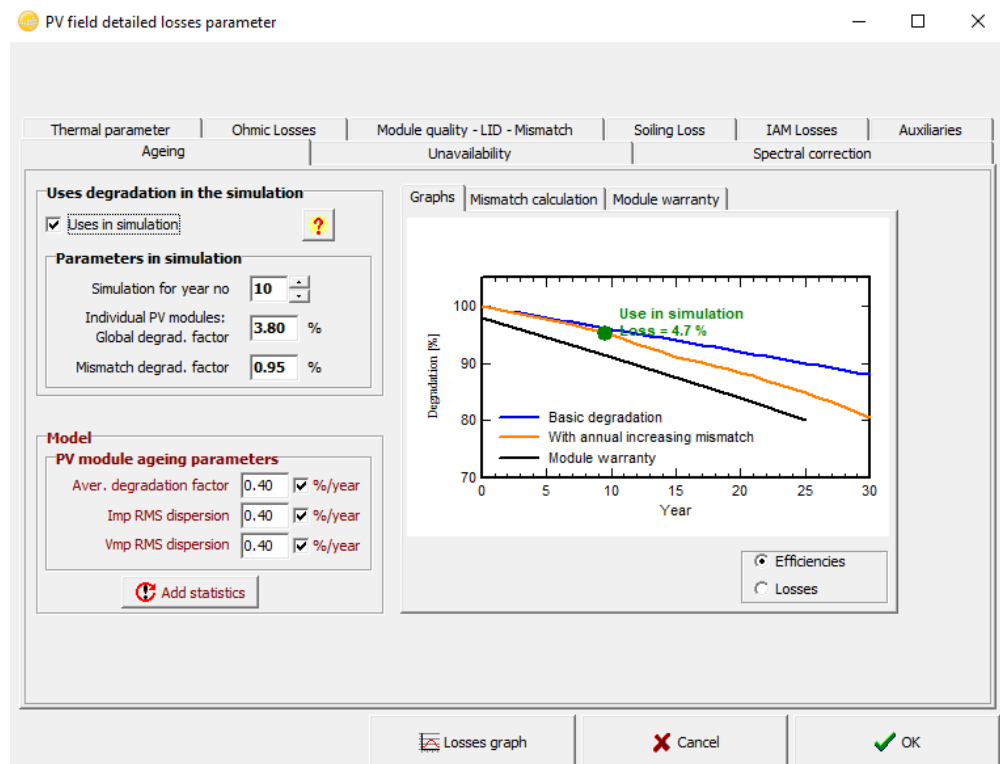 PV field detailed losses parameter
Thermal parameter
Ohmic Losses
Module quality - LID - Mismatch
Soiling Loss
IAM Losses
Auxiliaries
Ageing
Unavailability
Spectral correction
Uses degradation in the simulation
Uses in simulation
?
Parameters in simulation
Simulation for year no 10
Individual PV modules:
Global degrad. factor 3.80 %
Mismatch degrad. factor 0.95 %
Model
PV module ageing parameters
Aver. degradation factor 0.40 %/year
Imp RMS dispersion 0.40 %/year
Vmp RMS dispersion 0.40 %/year
Add statistics
Graphs
Mismatch calculation
Module warranty
Degradation [%]
100
90
80
70
Use in simulation
Loss = 4.7 %
Basic degradation
With annual increasing mismatch
Module warranty
0 5 10 15 20 25 30
Year
Efficiencies
Losses
Losses graph
Cancel
OK